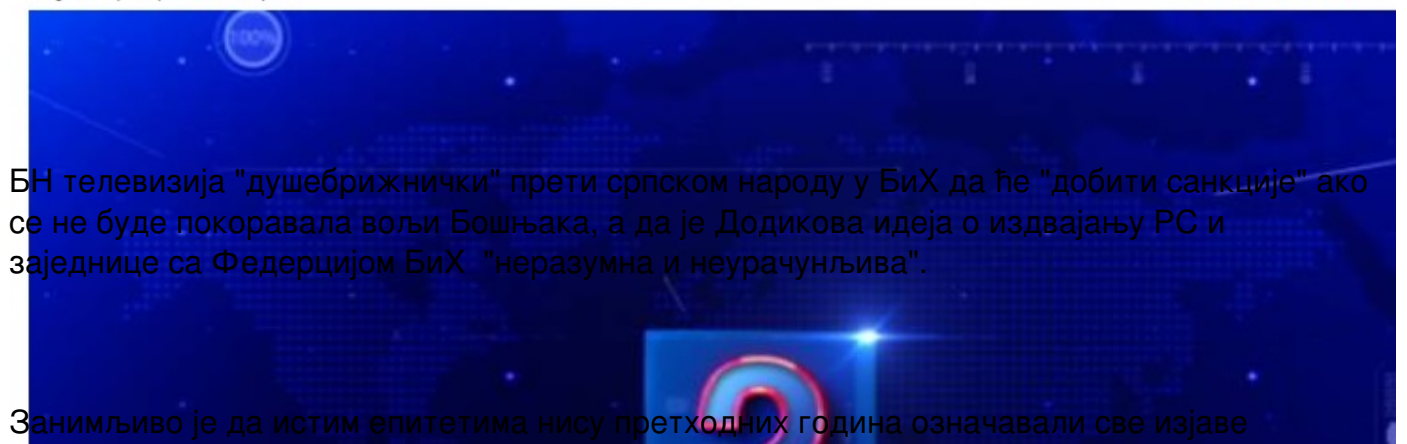 100%
БН телевизија "душебрижнички" прети српском народу у БиХ да ће "добити санкције" ако
се не буде покоравала вољи Бошњака, а да је Додикова идеја о издвајању РС и
заједнице са Федерцијом БиХ "неразумна и неурачунљива".
Занимљиво је да истим епитетима нису претходних година означавали све изјаве